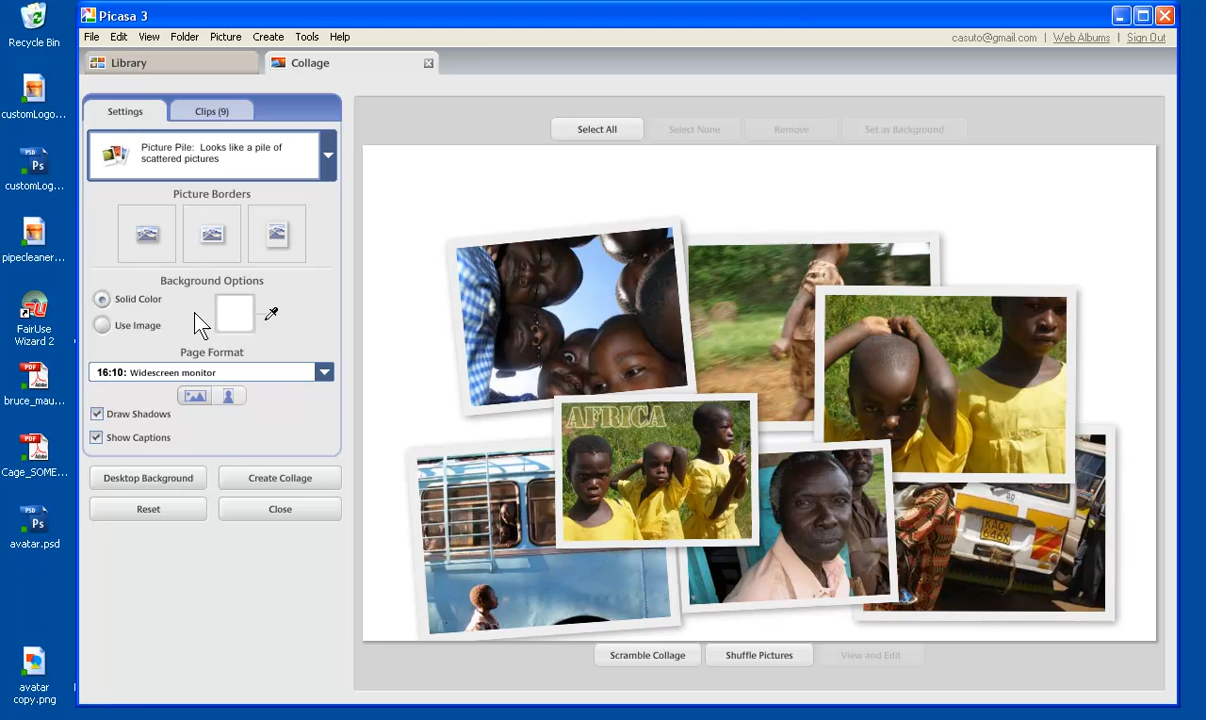 Recycle Bin
customLogo...
customLog...
pipecleaner...
FairUse
Wizard 2
bruce_mau...
Cage_SOME...
avatar.psd
avatar
copy.png
Picasa 3
File Edit View Folder Picture Create Tools Help
casuto@gmail.com | Web Albums | Sign Out
Library
Collage
Settings
Clips (9)
Picture Pile: Looks like a pile of
scattered pictures
Picture Borders
Background Options
Solid Color
Use Image
Page Format
16:10: Widescreen monitor
Draw Shadows
Show Captions
Desktop Background
Create Collage
Reset
Close
Select All
Select None
Remove
Set as Background
AFRICA
Scramble Collage
Shuffle Pictures
View and Edit